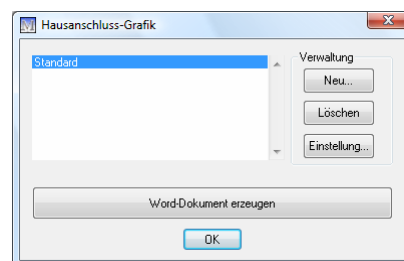 Hausanschluss-Grafik
Standard
Verwaltung
Neu...
Löschen
Einstellung...
Word-Dokument erzeugen
OK